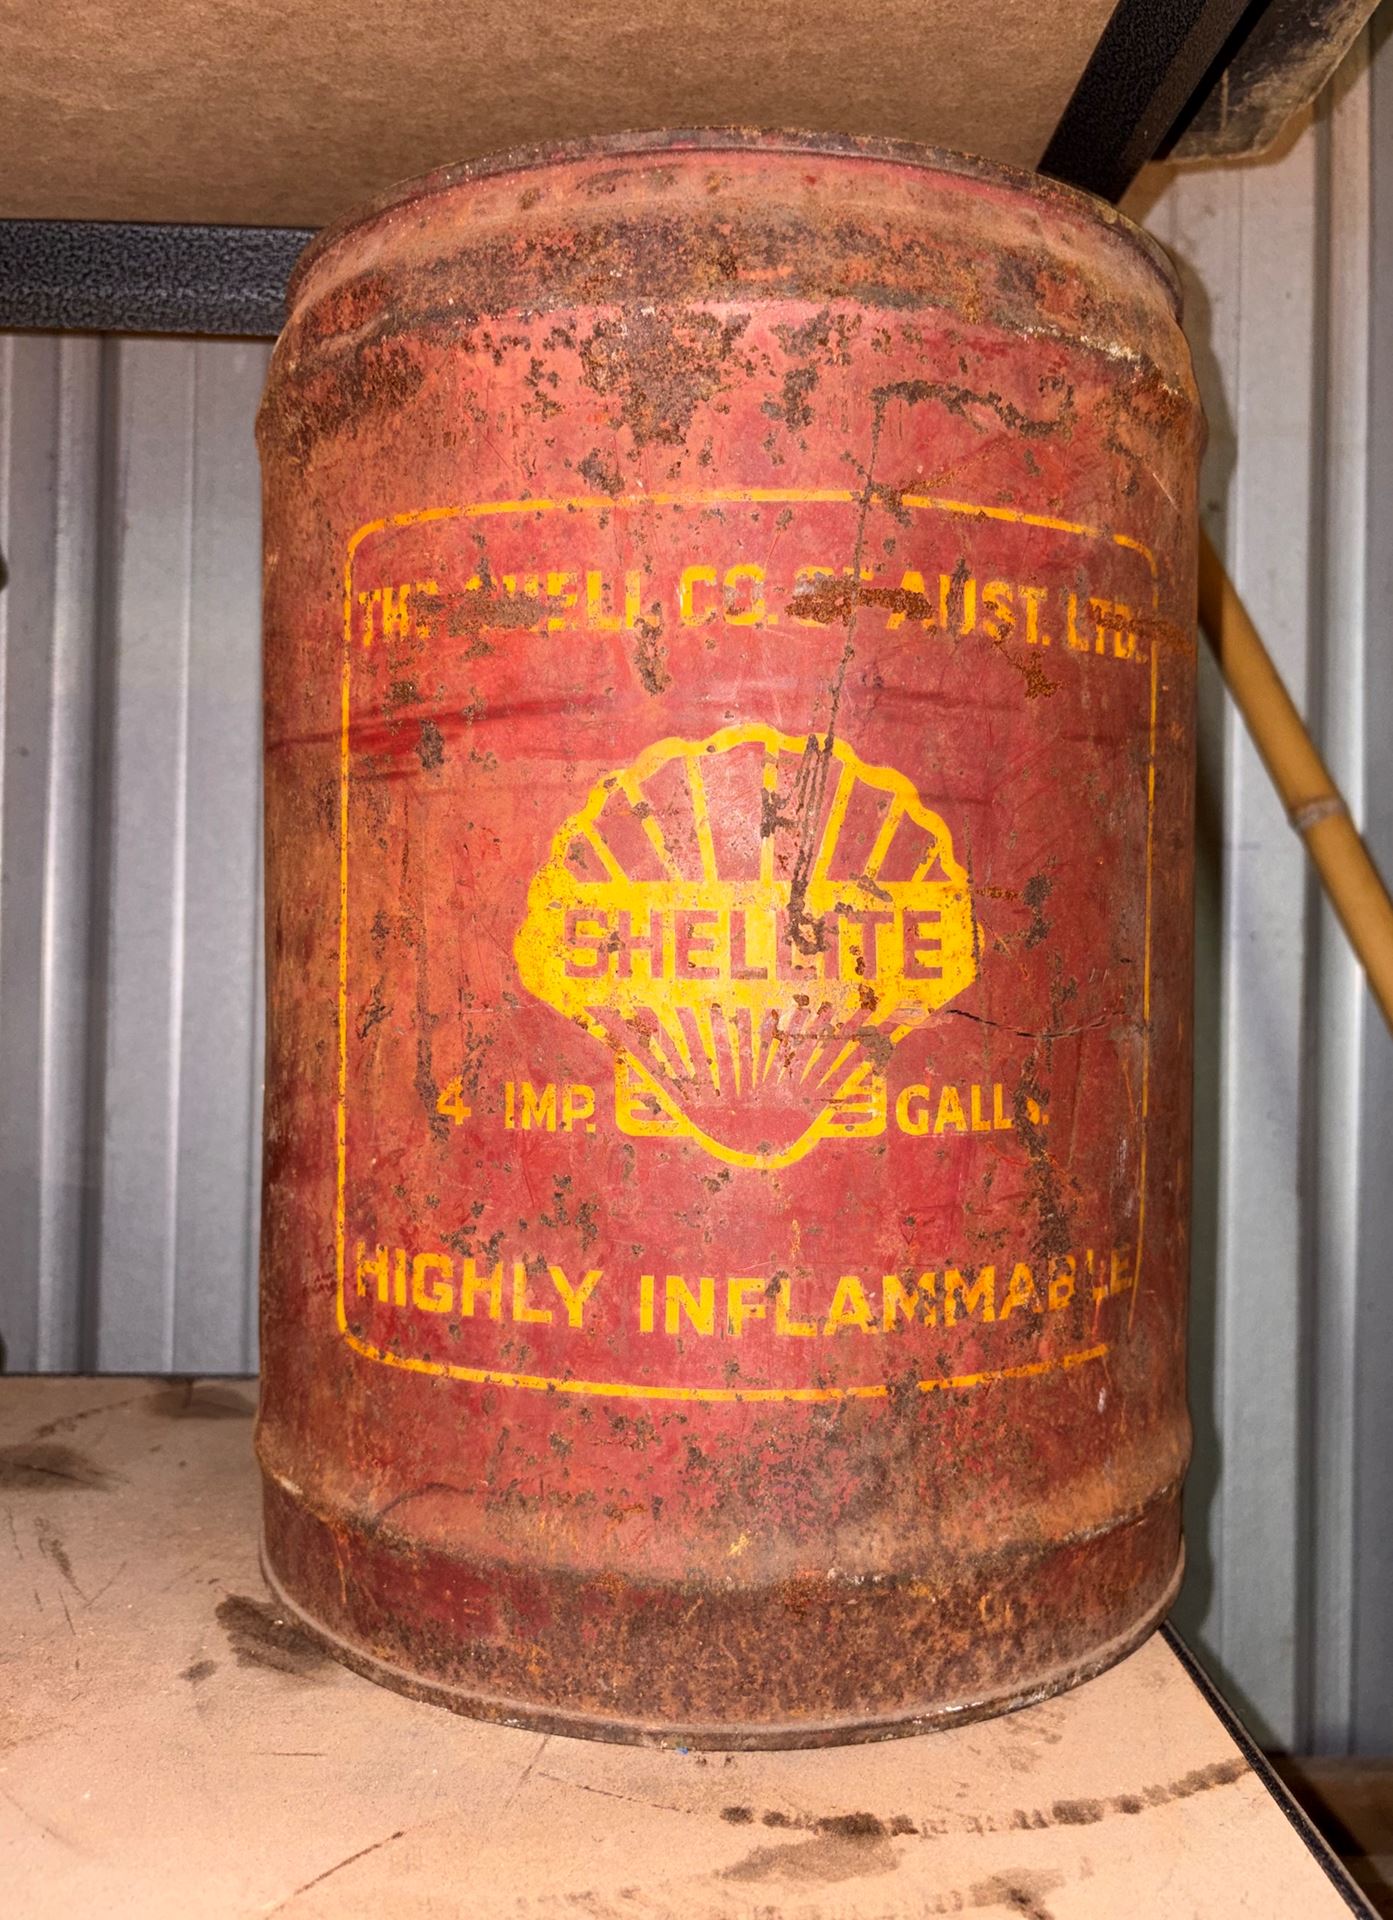 THE SHELL CO. OF AUST. LTD.
SHELLITE
4 IMP. GALLS.
HIGHLY INFLAMMABLE